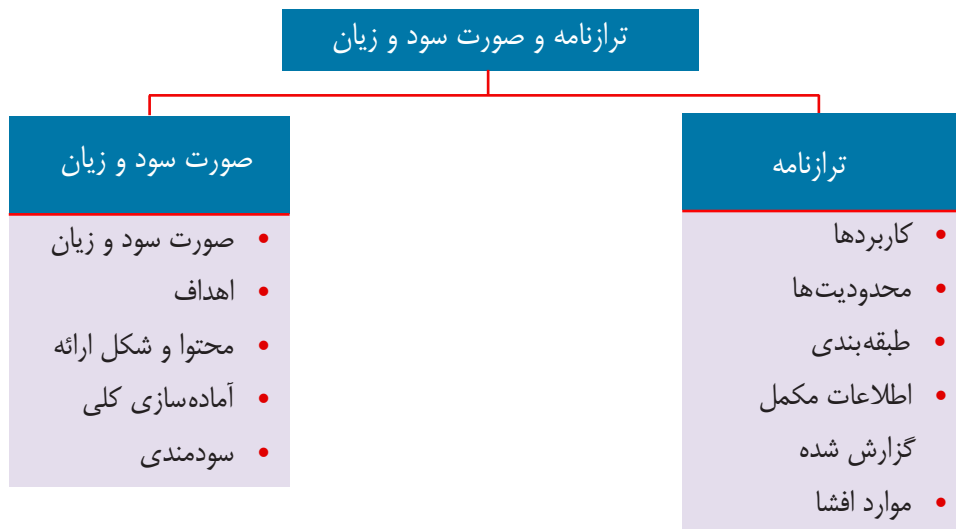 ترازنامه و صورت سود و زیان
ترازنامه
• کاربردها
• محدودیت‌ها
• طبقه‌بندی
• اطلاعات مکمل
گزارش شده
• موارد افشا
صورت سود و زیان
• صورت سود و زیان
• اهداف
• محتوا و شکل ارائه
• آماده‌سازی کلی
• سودمندی